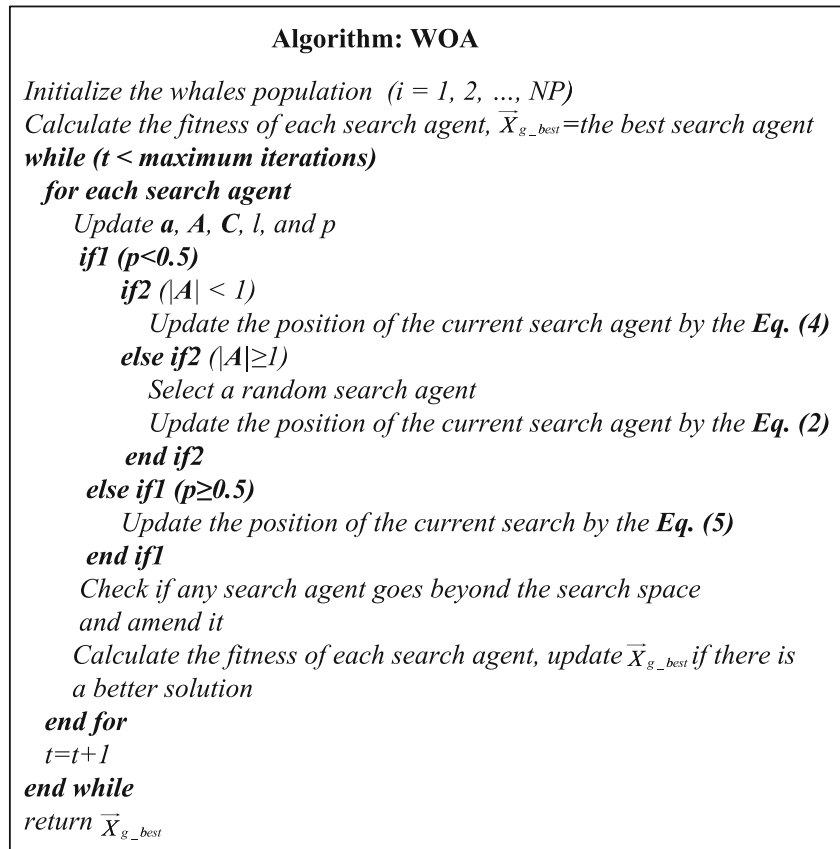 Algorithm: WOA
Initialize the whales population (i = 1, 2, ..., NP)
Calculate the fitness of each search agent, X⃗ g_best=the best search agent
while (t < maximum iterations)
for each search agent
Update a, A, C, l, and p
if1 (p<0.5)
if2 (|A| < 1)
Update the position of the current search agent by the Eq. (4)
else if2 (|A|≥1)
Select a random search agent
Update the position of the current search agent by the Eq. (2)
end if2
else if1 (p≥0.5)
Update the position of the current search by the Eq. (5)
end if1
Check if any search agent goes beyond the search space
and amend it
Calculate the fitness of each search agent, update X⃗ g_best if there is
a better solution
end for
t=t+1
end while
return X⃗ g_best